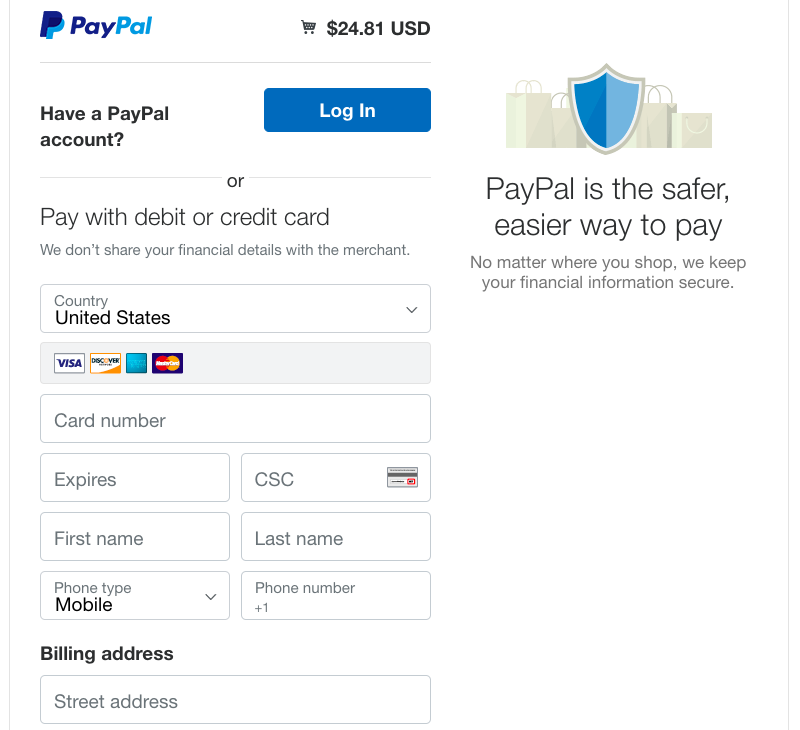 PayPal
$24.81 USD
Have a PayPal
account?
Log In
or
Pay with debit or credit card
We don't share your financial details with the merchant.
Country
United States
VISA DISCOVER MasterCard
Card number
Expires
CSC
First name
Last name
Phone type
Mobile
Phone number
+1
Billing address
Street address
PayPal is the safer,
easier way to pay
No matter where you shop, we keep
your financial information secure.